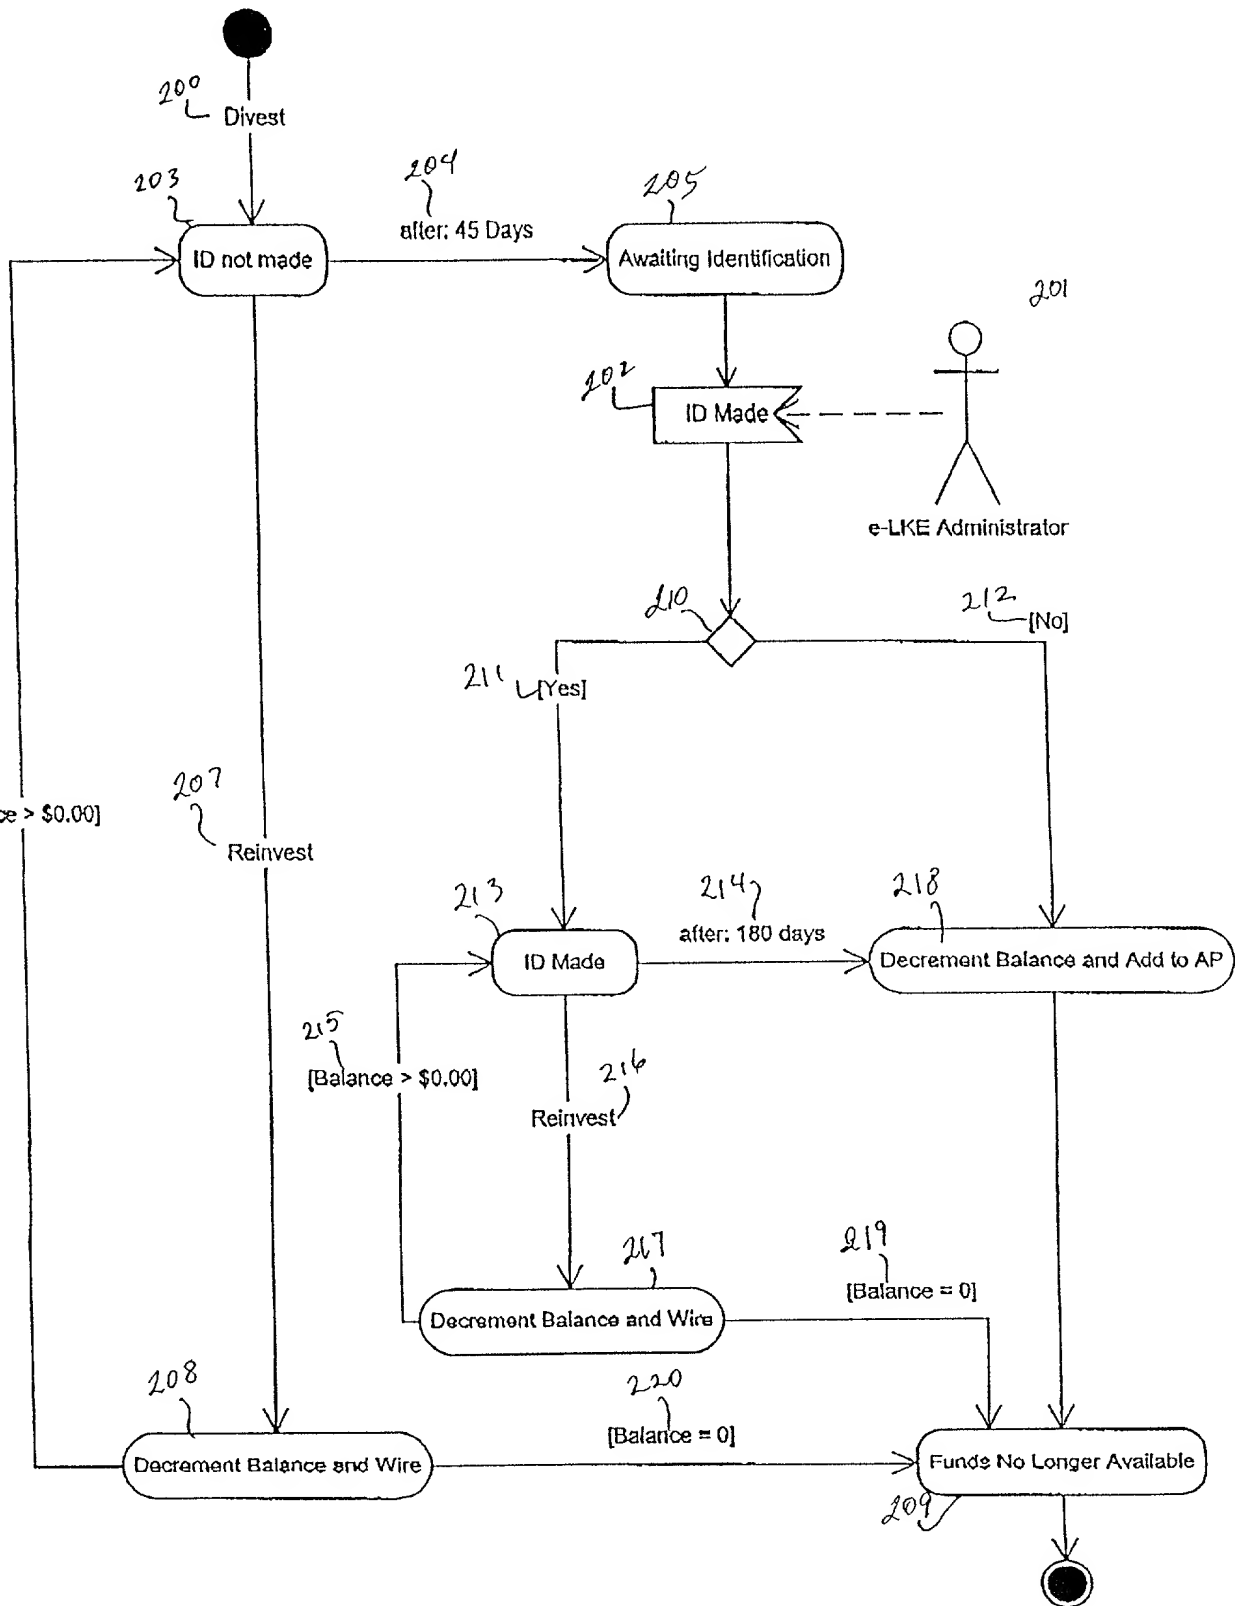 200
Divest
203
204
205
after: 45 Days
ID not made
Awaiting Identification
201
202
ID Made
e-LKE Administrator
210
212
[No]
211
[Yes]
207
ce > $0.00]
Reinvest
213
214
218
after: 180 days
ID Made
Decrement Balance and Add to AP
215
[Balance > $0.00]
216
Reinvest
217
219
[Balance = 0]
Decrement Balance and Wire
208
220
[Balance = 0]
Decrement Balance and Wire
Funds No Longer Available
209